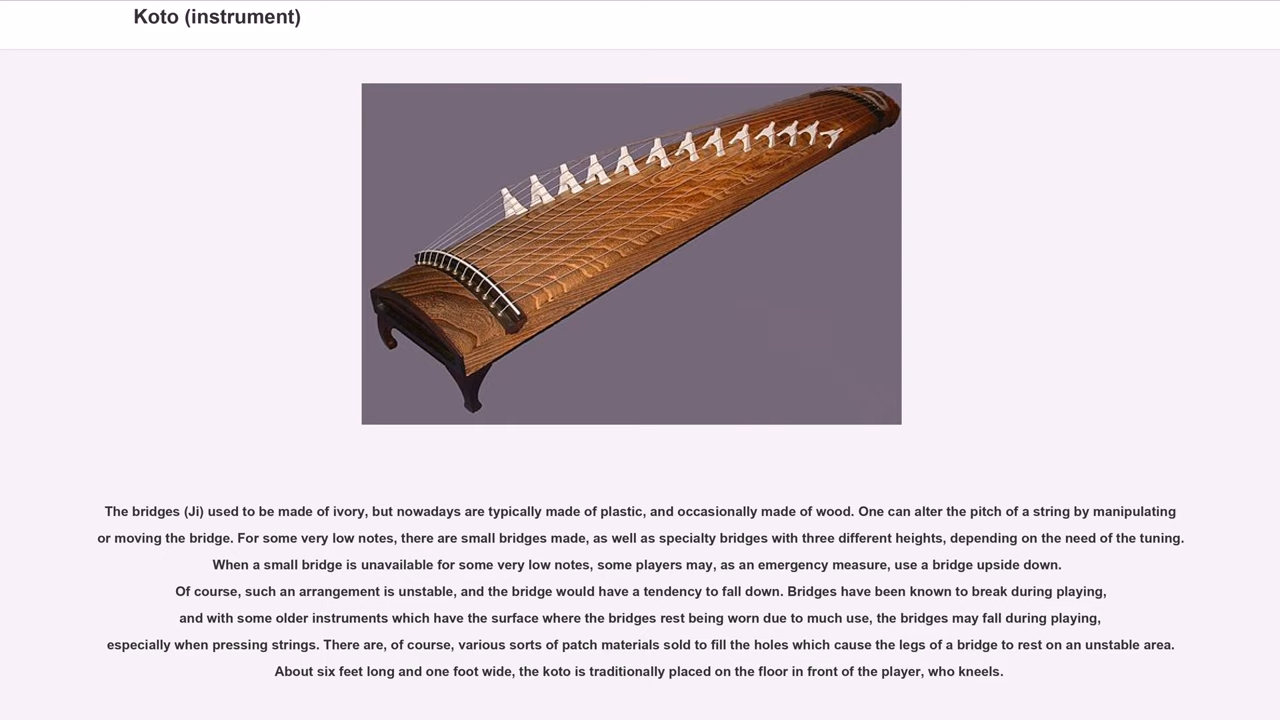 Koto (instrument)
The bridges (Ji) used to be made of ivory, but nowadays are typically made of plastic, and occasionally made of wood. One can alter the pitch of a string by manipulating
or moving the bridge. For some very low notes, there are small bridges made, as well as specialty bridges with three different heights, depending on the need of the tuning.
When a small bridge is unavailable for some very low notes, some players may, as an emergency measure, use a bridge upside down.
Of course, such an arrangement is unstable, and the bridge would have a tendency to fall down. Bridges have been known to break during playing,
and with some older instruments which have the surface where the bridges rest being worn due to much use, the bridges may fall during playing,
especially when pressing strings. There are, of course, various sorts of patch materials sold to fill the holes which cause the legs of a bridge to rest on an unstable area.
About six feet long and one foot wide, the koto is traditionally placed on the floor in front of the player, who kneels.